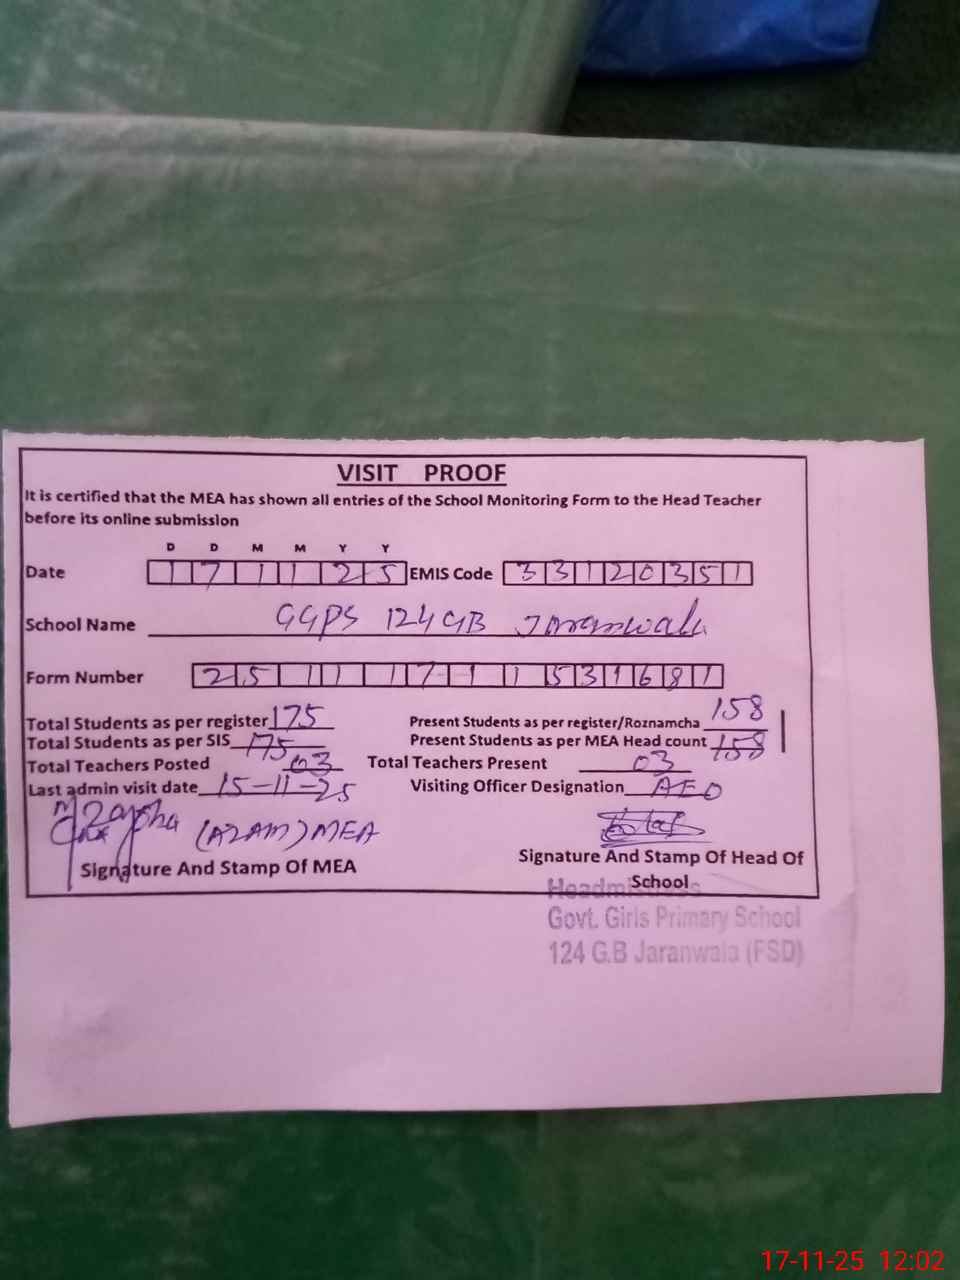 VISIT PROOF
It is certified that the MEA has shown all entries of the School Monitoring Form to the Head Teacher
before its online submission
D D M M Y Y
Date 1 7 1 1 2 5 EMIS Code 3 3 1 2 0 3 5 1
School Name GGPS 124 GB Jaranwala
Form Number 2 5 1 1 1 7 1 1 5 3 1 6 8 1
Total Students as per register 175 Present Students as per register/Roznamcha 158
Total Students as per SIS 175 Present Students as per MEA Head count 158
Total Teachers Posted 03 Total Teachers Present 03
Last admin visit date 15-11-25 Visiting Officer Designation AEO
(AZAM) MEA
Signature And Stamp Of MEA Signature And Stamp Of Head Of
School
Headmistress
Govt. Girls Primary School
124 G.B Jaranwala (FSD)
17-11-25 12:02